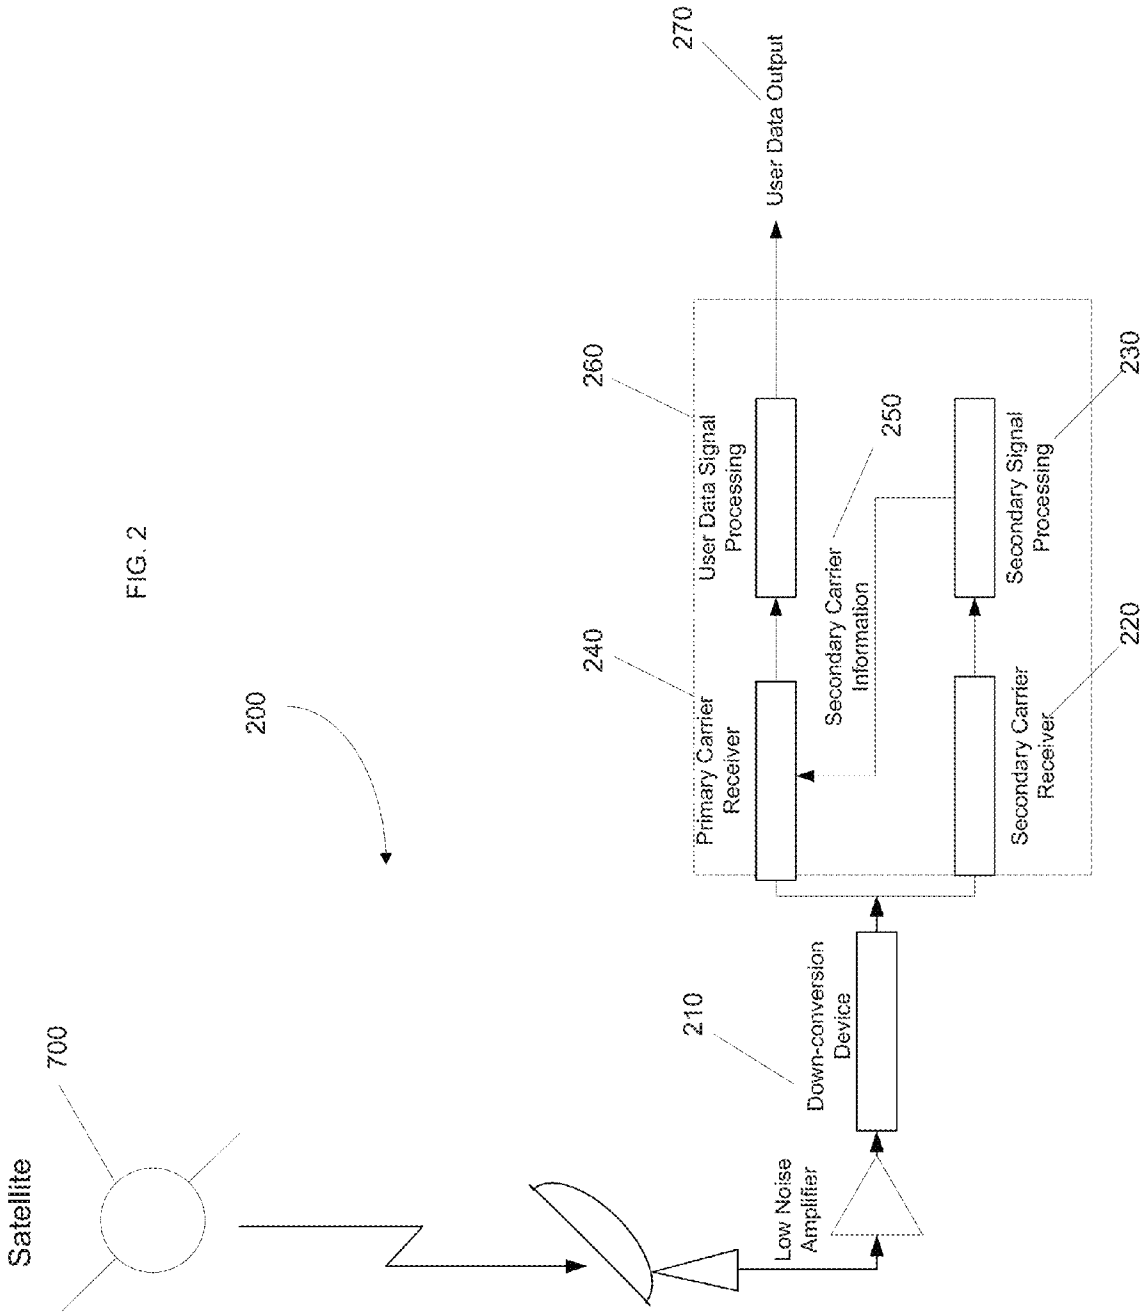 FIG. 2
Satellite
700
200
Low Noise
Amplifier
210
Down-conversion
Device
240
Primary Carrier
Receiver
260
User Data Signal
Processing
270
User Data Output
Secondary Carrier
Information
250
Secondary Carrier
Receiver
220
Secondary Signal
Processing
230